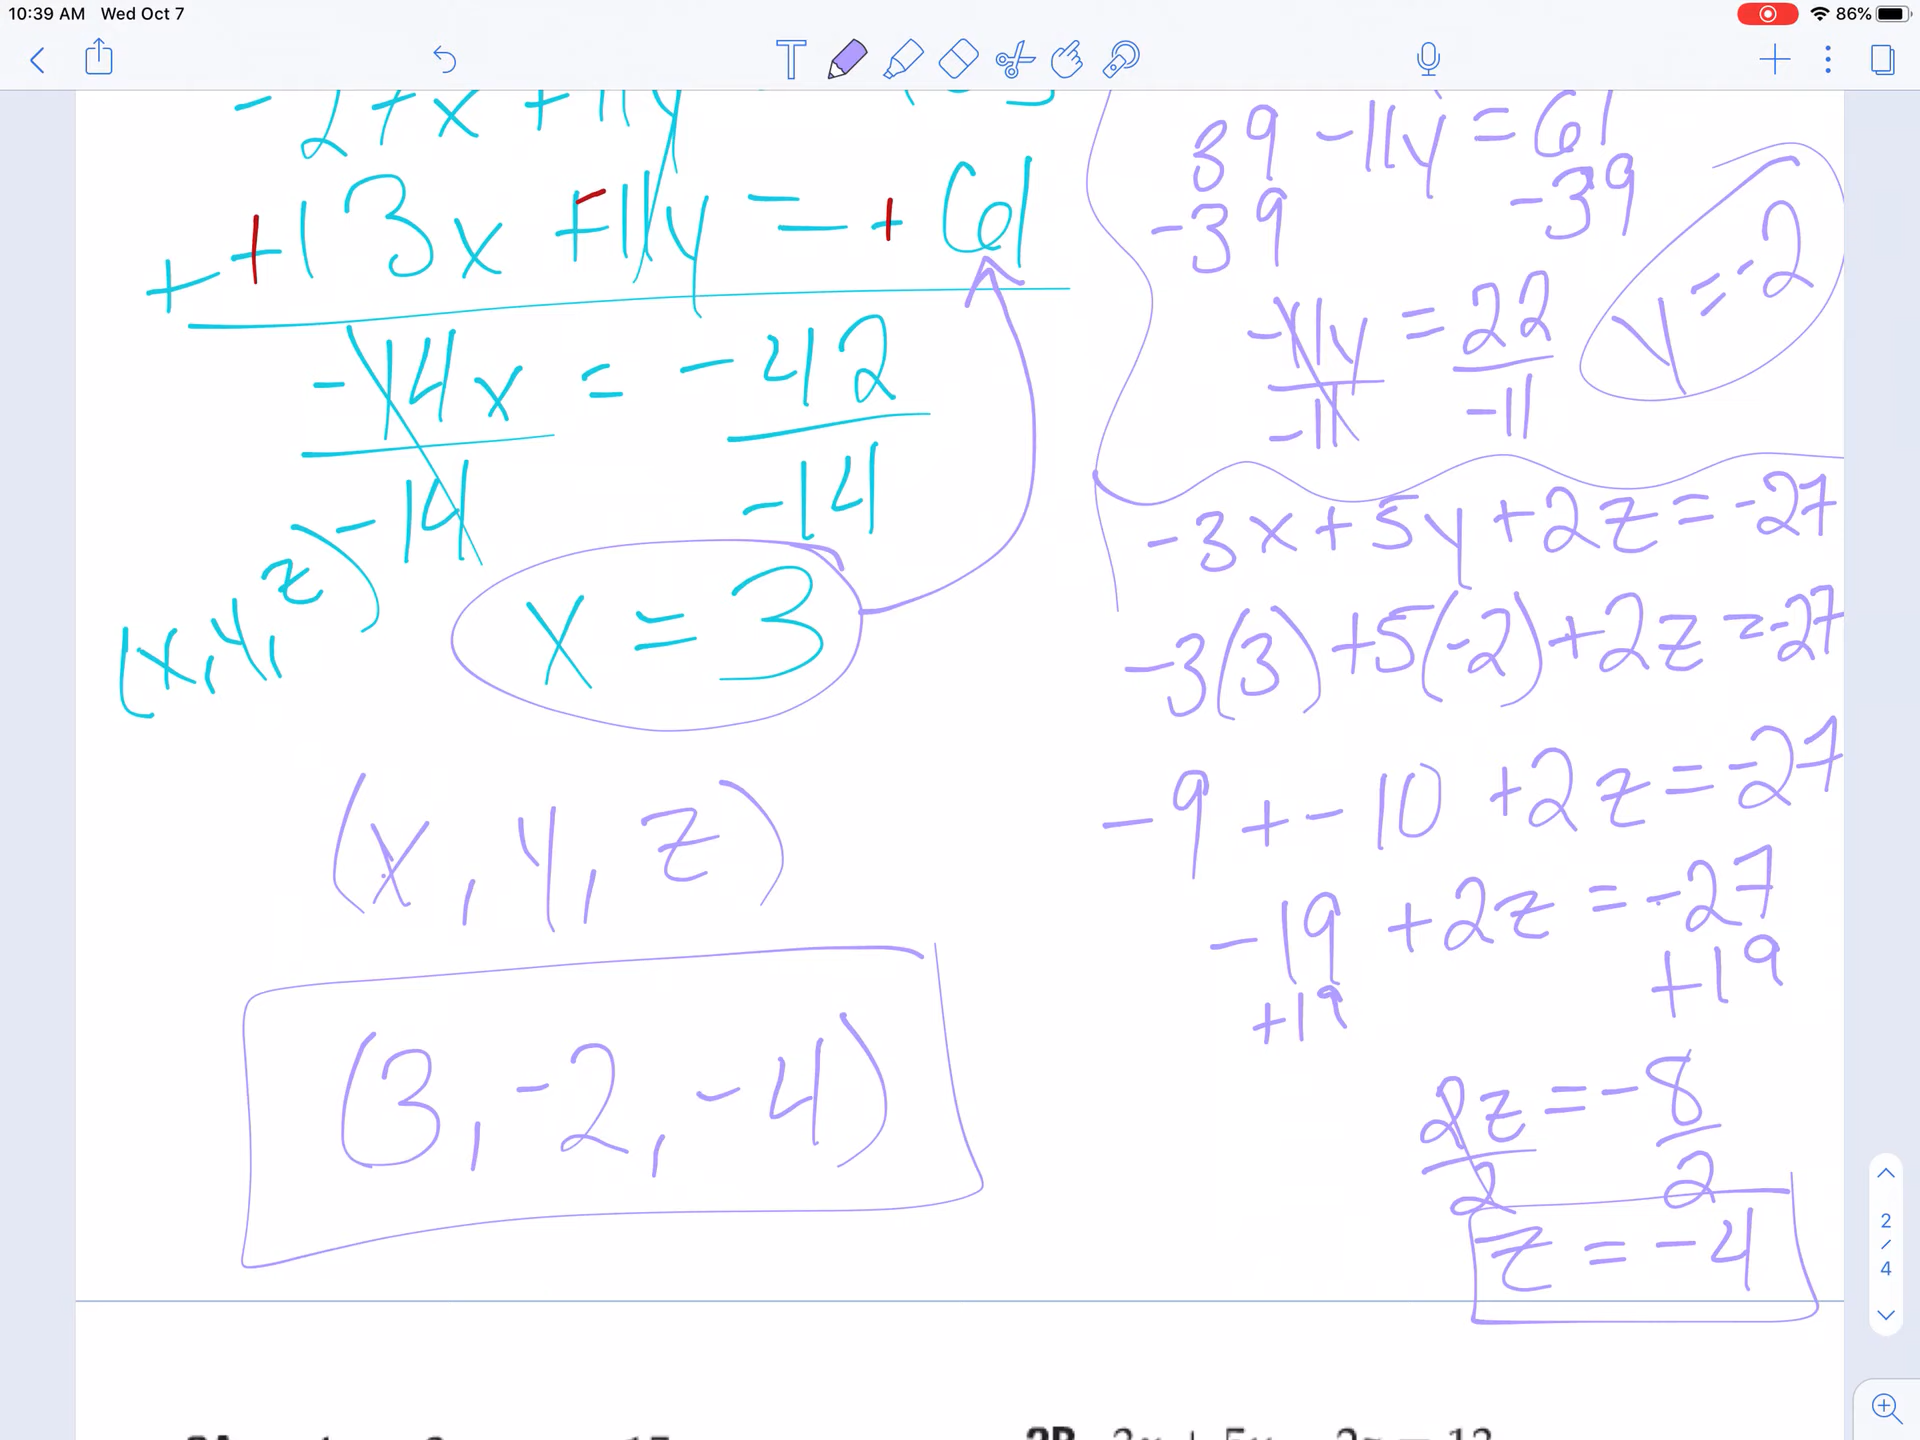 10:39 AM Wed Oct 7
86%
-27x + 11y
+ +13x -11y = +61
-14x = -42
-14 -14
(x, y, z)
x = 3
(x, y, z)
(3, -2, -4)
39 -11y = 61
-39 -39
-11y = 22
-11 -11
y = -2
-3x + 5y + 2z = -27
-3(3) + 5(-2) + 2z = -27
-9 + -10 + 2z = -27
-19 + 2z = -27
+19 +19
2z = -8
2 2
z = -4
2
/
4